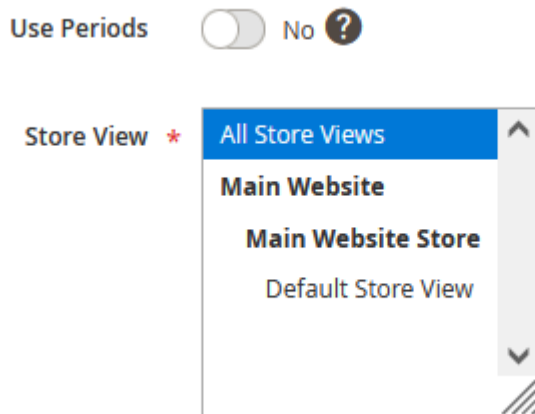 Use Periods No ?
Store View * All Store Views
Main Website
Main Website Store
Default Store View